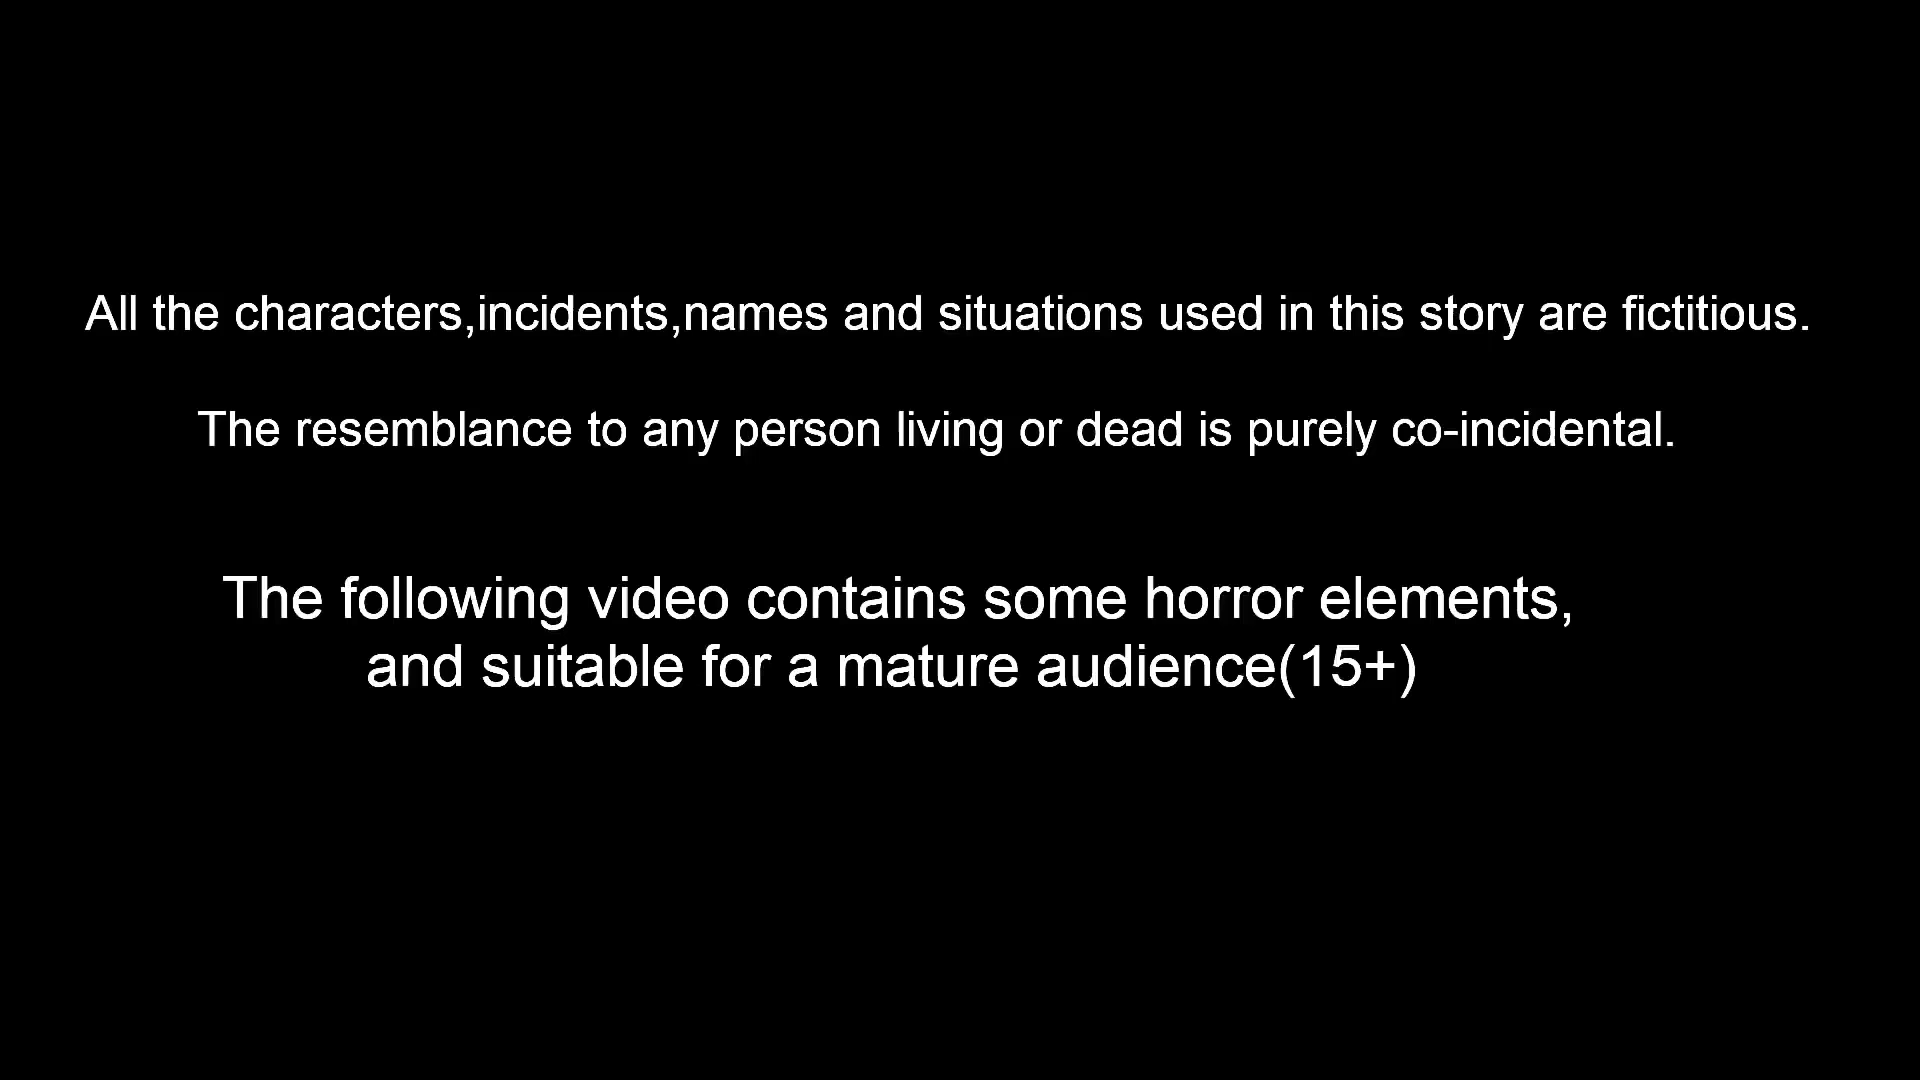 All the characters,incidents,names and situations used in this story are fictitious.
The resemblance to any person living or dead is purely co-incidental.
The following video contains some horror elements,
and suitable for a mature audience(15+)